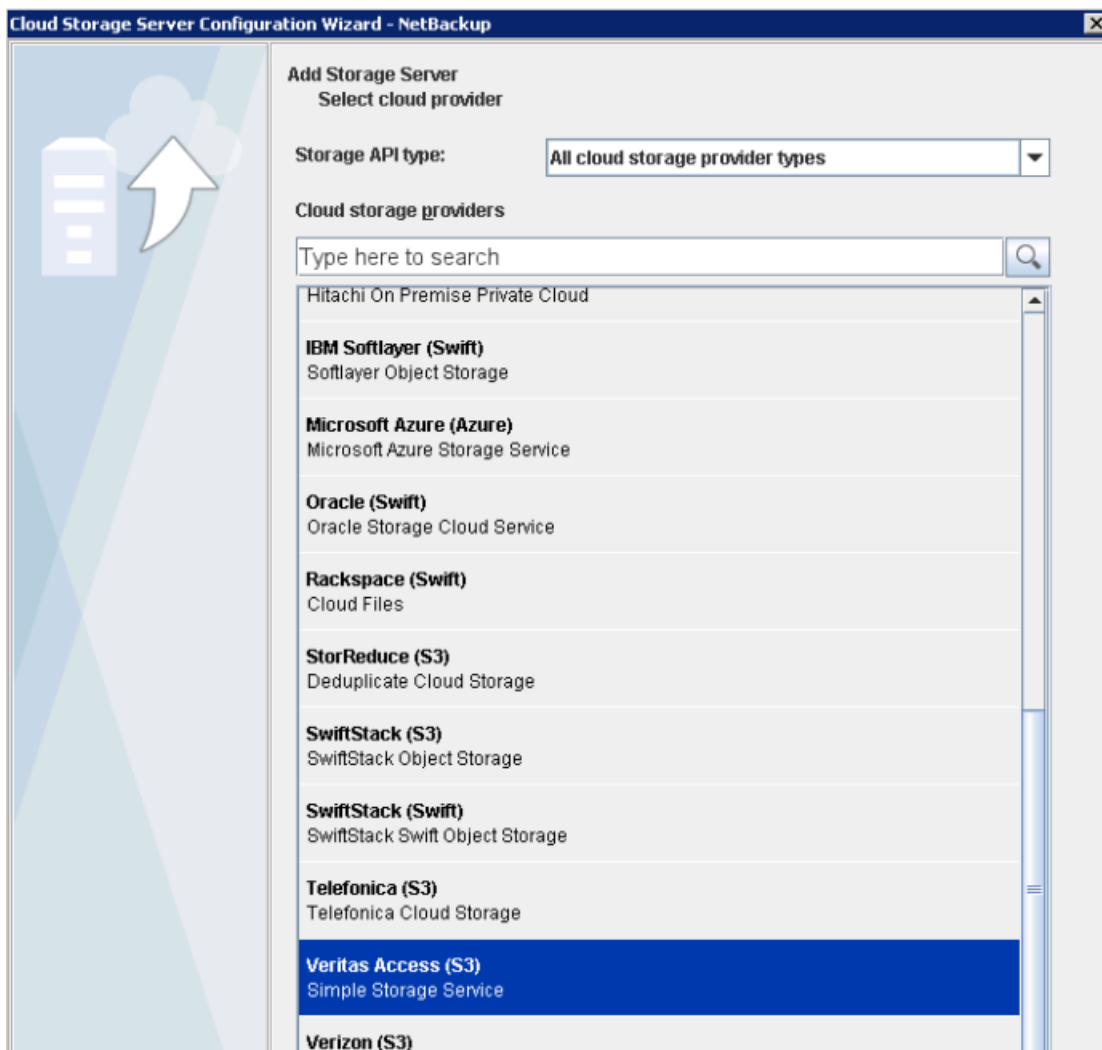 Cloud Storage Server Configuration Wizard - NetBackup
Add Storage Server
Select cloud provider
Storage API type:
All cloud storage provider types
Cloud storage providers
Type here to search
Hitachi On Premise Private Cloud
IBM Softlayer (Swift)
Softlayer Object Storage
Microsoft Azure (Azure)
Microsoft Azure Storage Service
Oracle (Swift)
Oracle Storage Cloud Service
Rackspace (Swift)
Cloud Files
StorReduce (S3)
Deduplicate Cloud Storage
SwiftStack (S3)
SwiftStack Object Storage
SwiftStack (Swift)
SwiftStack Swift Object Storage
Telefonica (S3)
Telefonica Cloud Storage
Veritas Access (S3)
Simple Storage Service
Verizon (S3)